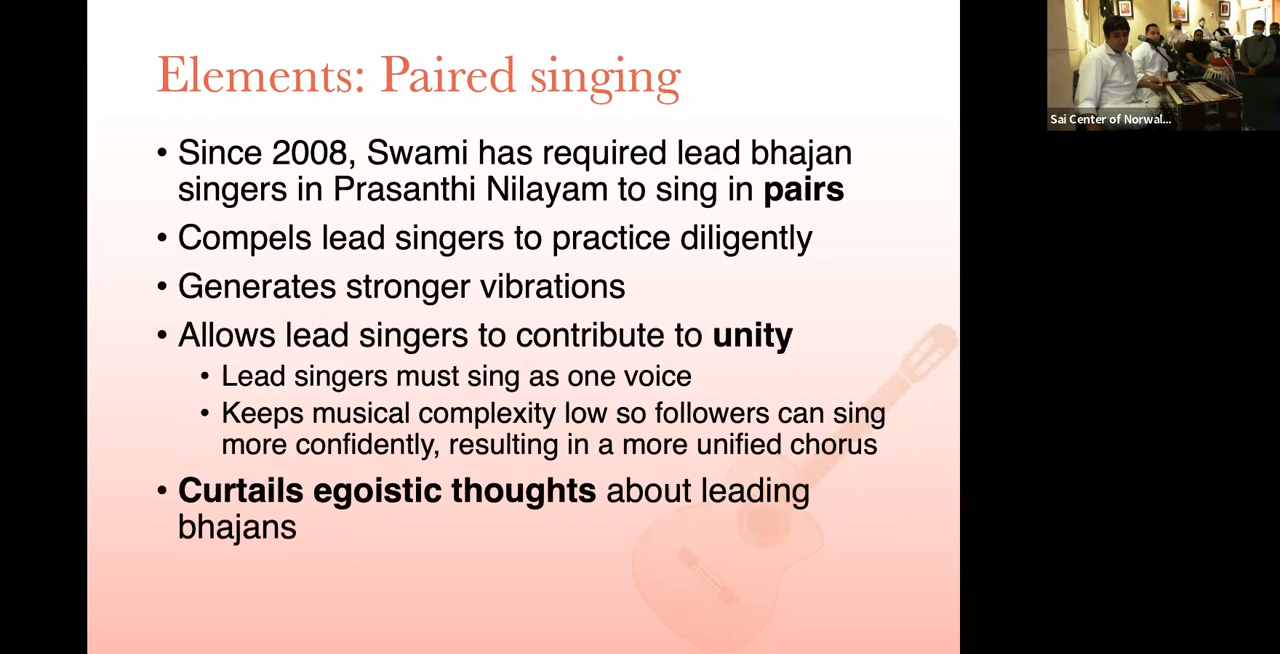 Elements: Paired singing
• Since 2008, Swami has required lead bhajan
singers in Prasanthi Nilayam to sing in pairs
• Compels lead singers to practice diligently
• Generates stronger vibrations
• Allows lead singers to contribute to unity
• Lead singers must sing as one voice
• Keeps musical complexity low so followers can sing
more confidently, resulting in a more unified chorus
• Curtails egoistic thoughts about leading
bhajans
Sai Center of Norwal...